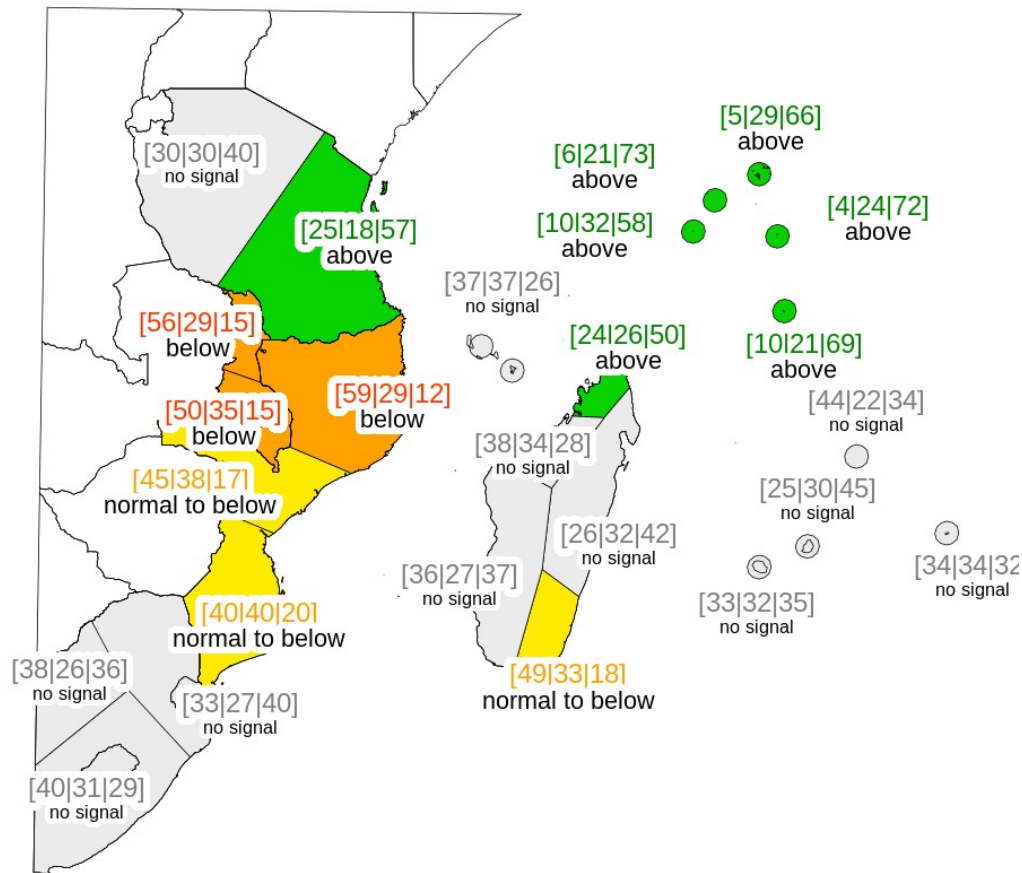 [5|29|66]
above
[30|30|40]
no signal
[6|21|73]
above
[25|18|57]
above
[10|32|58]
above
[4|24|72]
above
[37|37|26]
no signal
[56|29|15]
below
[24|26|50]
above
[10|21|69]
above
[59|29|12]
below
[50|35|15]
below
[44|22|34]
no signal
[38|34|28]
no signal
[45|38|17]
normal to below
[25|30|45]
no signal
[26|32|42]
no signal
[36|27|37]
no signal
[34|34|32]
no signal
[40|40|20]
normal to below
[33|32|35]
no signal
[38|26|36]
no signal
[49|33|18]
normal to below
[33|27|40]
no signal
[40|31|29]
no signal